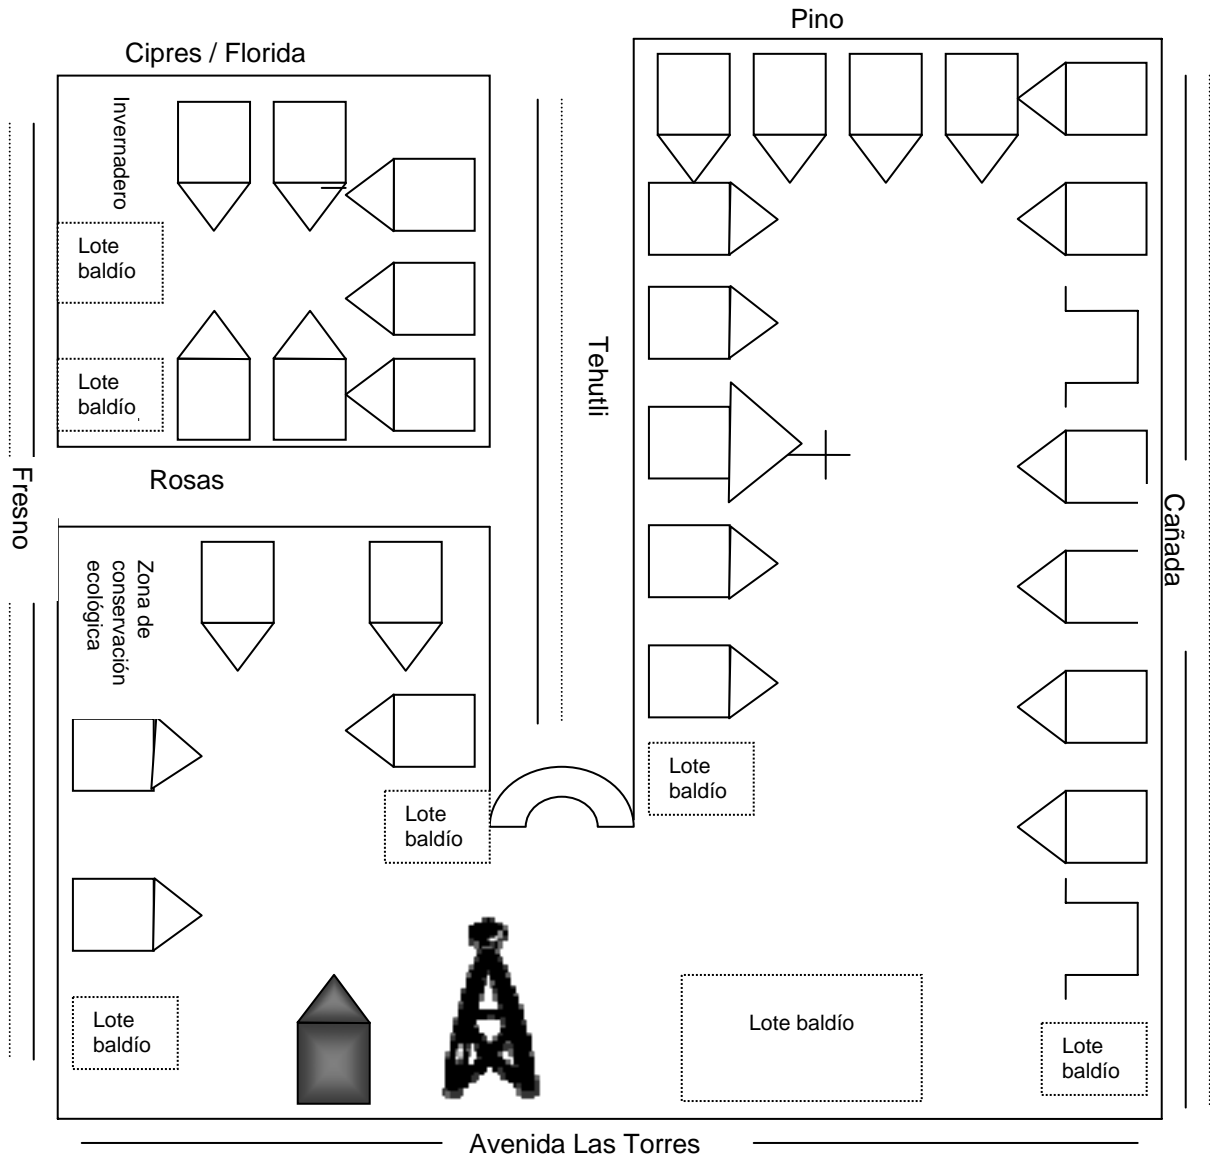 Pino
Cipres / Florida
Invernadero
Lote
baldío
Lote
baldío
Tehutli
Fresno
Rosas
Cañada
Zona de
conservación
ecológica
Lote
baldío
Lote
baldío
Lote
baldío
Lote baldío
Lote
baldío
Avenida Las Torres